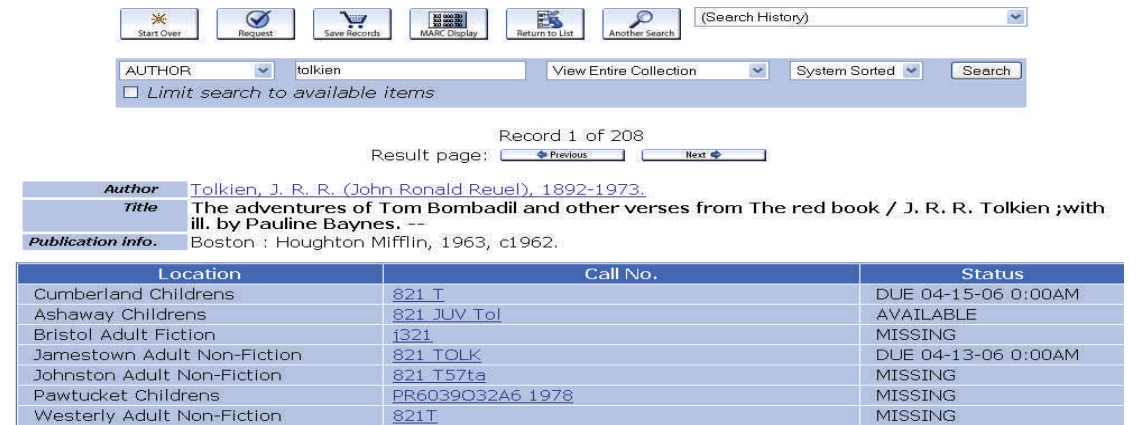 (Search History)
Start Over Request Save Records MARC Display Return to List Another Search
AUTHOR tolkien View Entire Collection System Sorted Search
Limit search to available items
Record 1 of 208
Result page: Previous Next
Author Tolkien, J. R. R. (John Ronald Reuel), 1892-1973.
Title The adventures of Tom Bombadil and other verses from The red book / J. R. R. Tolkien ;with
ill. by Pauline Baynes. --
Publication info. Boston : Houghton Mifflin, 1963, c1962.
Location Call No. Status
Cumberland Childrens 821 T DUE 04-15-06 0:00AM
Ashaway Childrens 821 JUV Tol AVAILABLE
Bristol Adult Fiction j321 MISSING
Jamestown Adult Non-Fiction 821 TOLK DUE 04-13-06 0:00AM
Johnston Adult Non-Fiction 821 T57ta MISSING
Pawtucket Childrens PR6039O32A6 1978 MISSING
Westerly Adult Non-Fiction 821T MISSING